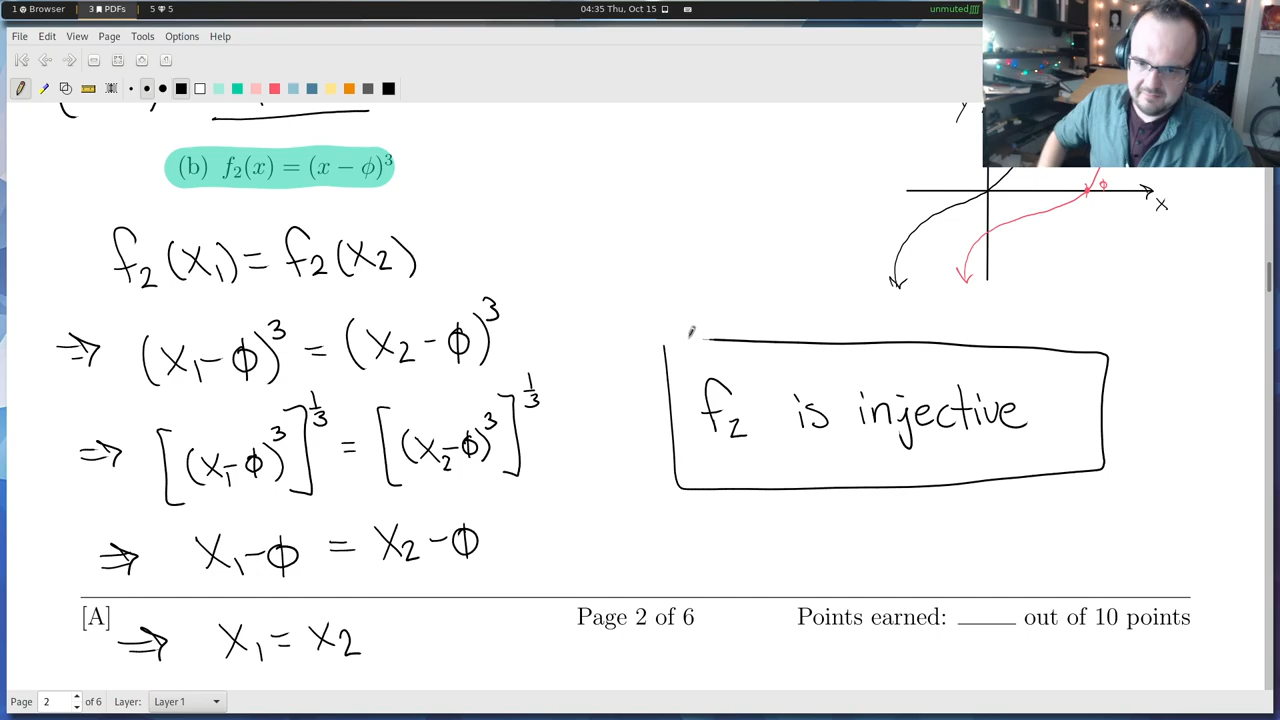 1 Browser 3 PDFs 5 5 04:35 Thu, Oct 15 unmuted
File Edit View Page Tools Options Help
y
(b) f₂(x) = (x − ϕ)³
ϕ
x
f₂(x₁) = f₂(x₂)
⇒ (x₁−ϕ)³ = (x₂−ϕ)³
f₂ is injective
⇒ [(x₁−ϕ)³]^{1/3} = [(x₂−ϕ)³]^{1/3}
⇒ x₁−ϕ = x₂−ϕ
[A] Page 2 of 6 Points earned: _____ out of 10 points
⇒ x₁ = x₂
Page 2 of 6 Layer: Layer 1